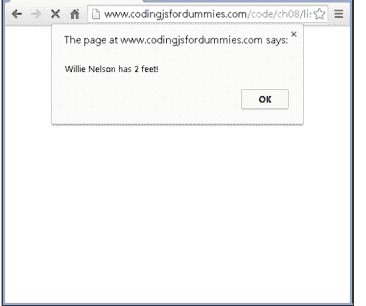 www.codingjsfordummies.com/code/ch08/li
The page at www.codingjsfordummies.com says:
Willie Nelson has 2 feet!
OK